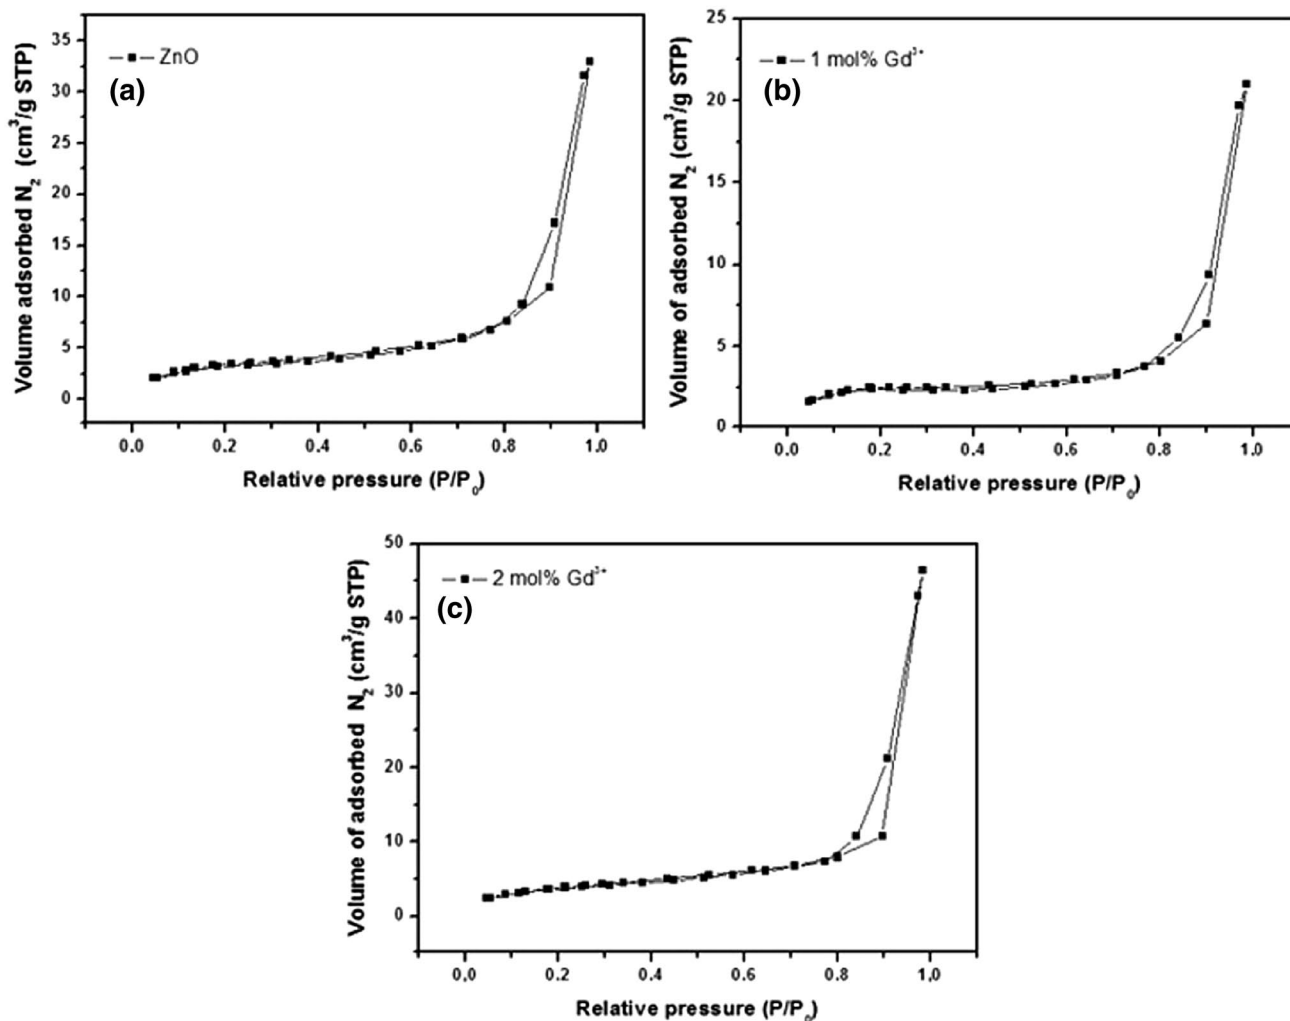 ZnO
(a)
Volume adsorbed N₂ (cm³/g STP)
35
30
25
20
15
10
5
0
0.0 0.2 0.4 0.6 0.8 1.0
Relative pressure (P/P₀)
1 mol% Gd³⁺
(b)
Volume of adsorbed N₂ (cm³/g STP)
25
20
15
10
5
0
0.0 0.2 0.4 0.6 0.8 1.0
Relative pressure (P/P₀)
2 mol% Gd³⁺
(c)
Volume of adsorbed N₂ (cm³/g STP)
50
40
30
20
10
0
0.0 0.2 0.4 0.6 0.8 1.0
Relative pressure (P/P₀)